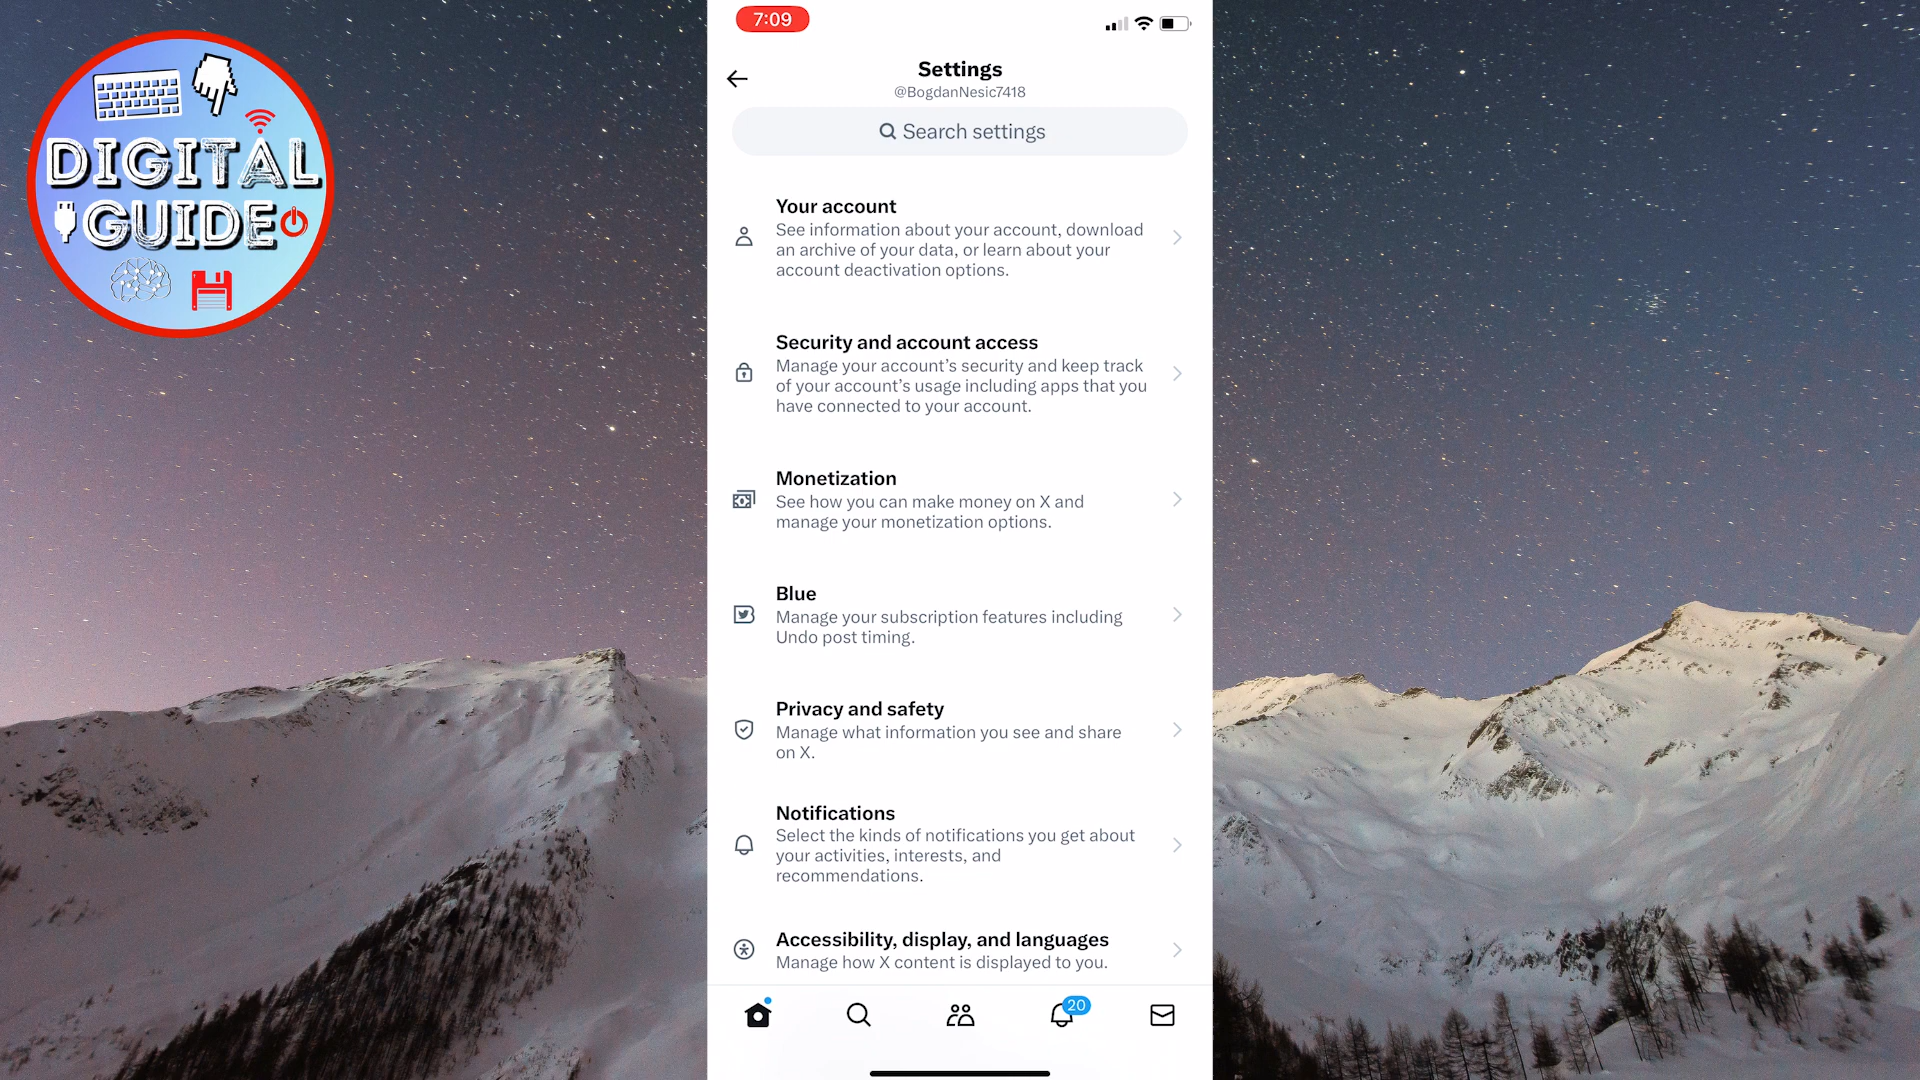 DIGITAL
GUIDE
7:09
Settings
@BogdanNesic7418
Search settings
Your account
See information about your account, download
an archive of your data, or learn about your
account deactivation options.
Security and account access
Manage your account’s security and keep track
of your account’s usage including apps that you
have connected to your account.
Monetization
See how you can make money on X and
manage your monetization options.
Blue
Manage your subscription features including
Undo post timing.
Privacy and safety
Manage what information you see and share
on X.
Notifications
Select the kinds of notifications you get about
your activities, interests, and
recommendations.
Accessibility, display, and languages
Manage how X content is displayed to you.
20